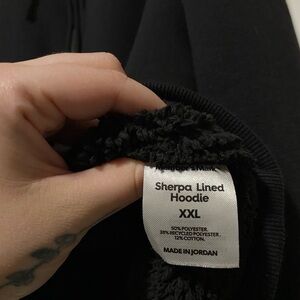 Sherpa Lined
Hoodie
XXL
50% POLYESTER.
38% RECYCLED POLYESTER.
12% COTTON.
MADE IN JORDAN